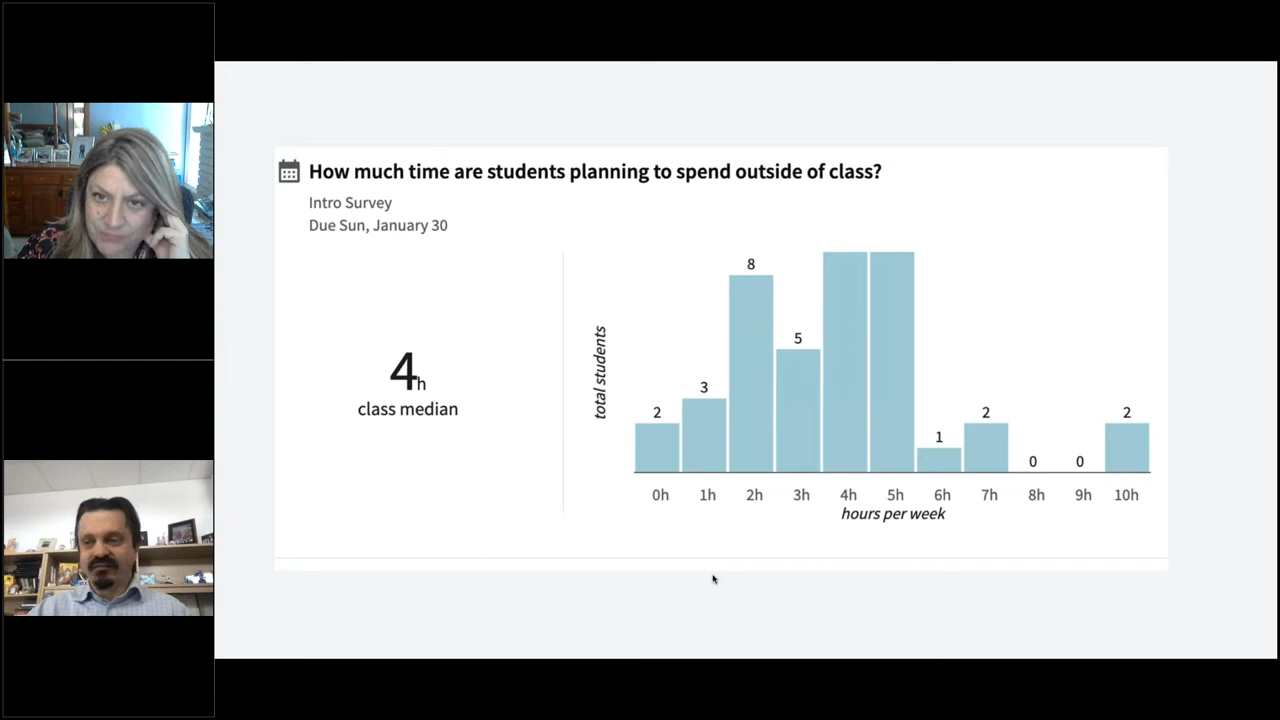 How much time are students planning to spend outside of class?
Intro Survey
Due Sun, January 30
4h
class median
total students
2
3
8
5
1
2
0
0
2
0h 1h 2h 3h 4h 5h 6h 7h 8h 9h 10h
hours per week